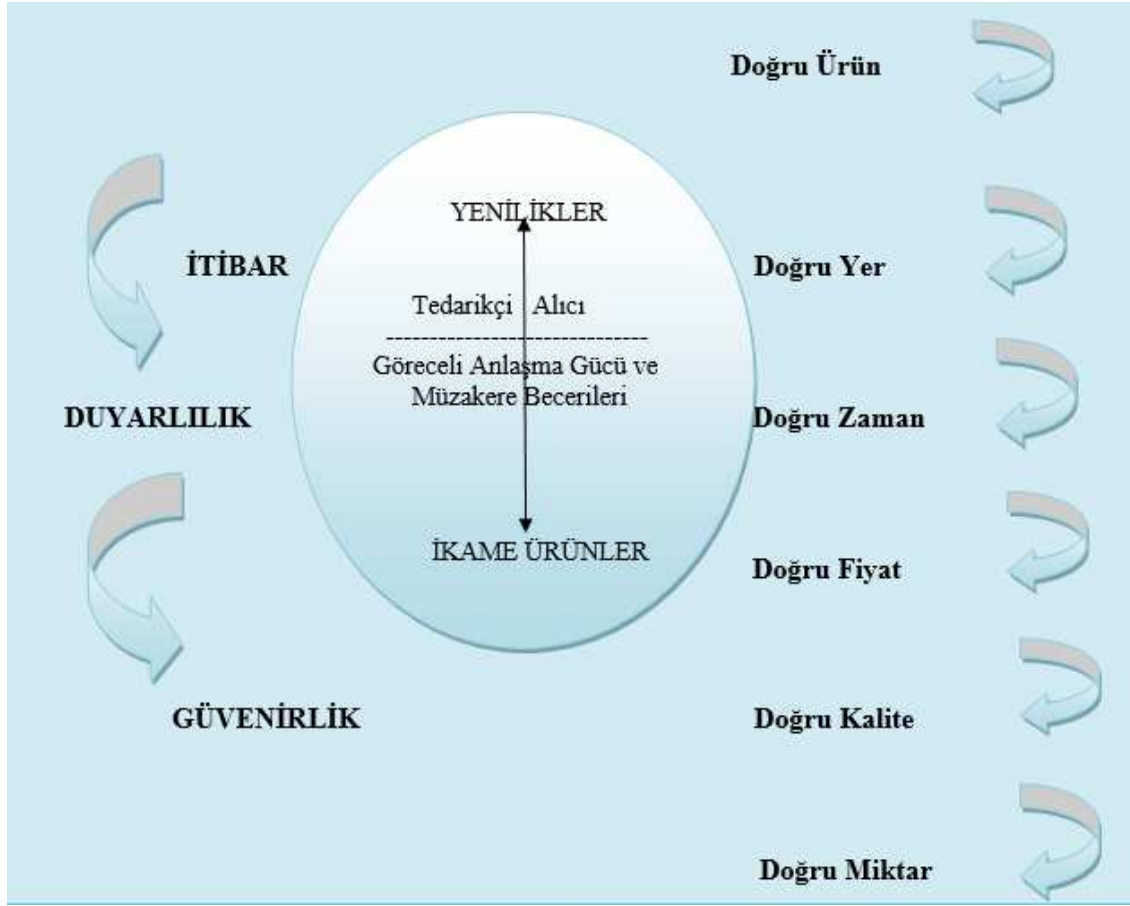 Doğru Ürün
YENİLİKLER
İTİBAR
Doğru Yer
Tedarikçi Alıcı
------------------------------
Göreceli Anlaşma Gücü ve
Müzakere Becerileri
DUYARLILIK
Doğru Zaman
İKAME ÜRÜNLER
Doğru Fiyat
GÜVENİRLİK
Doğru Kalite
Doğru Miktar